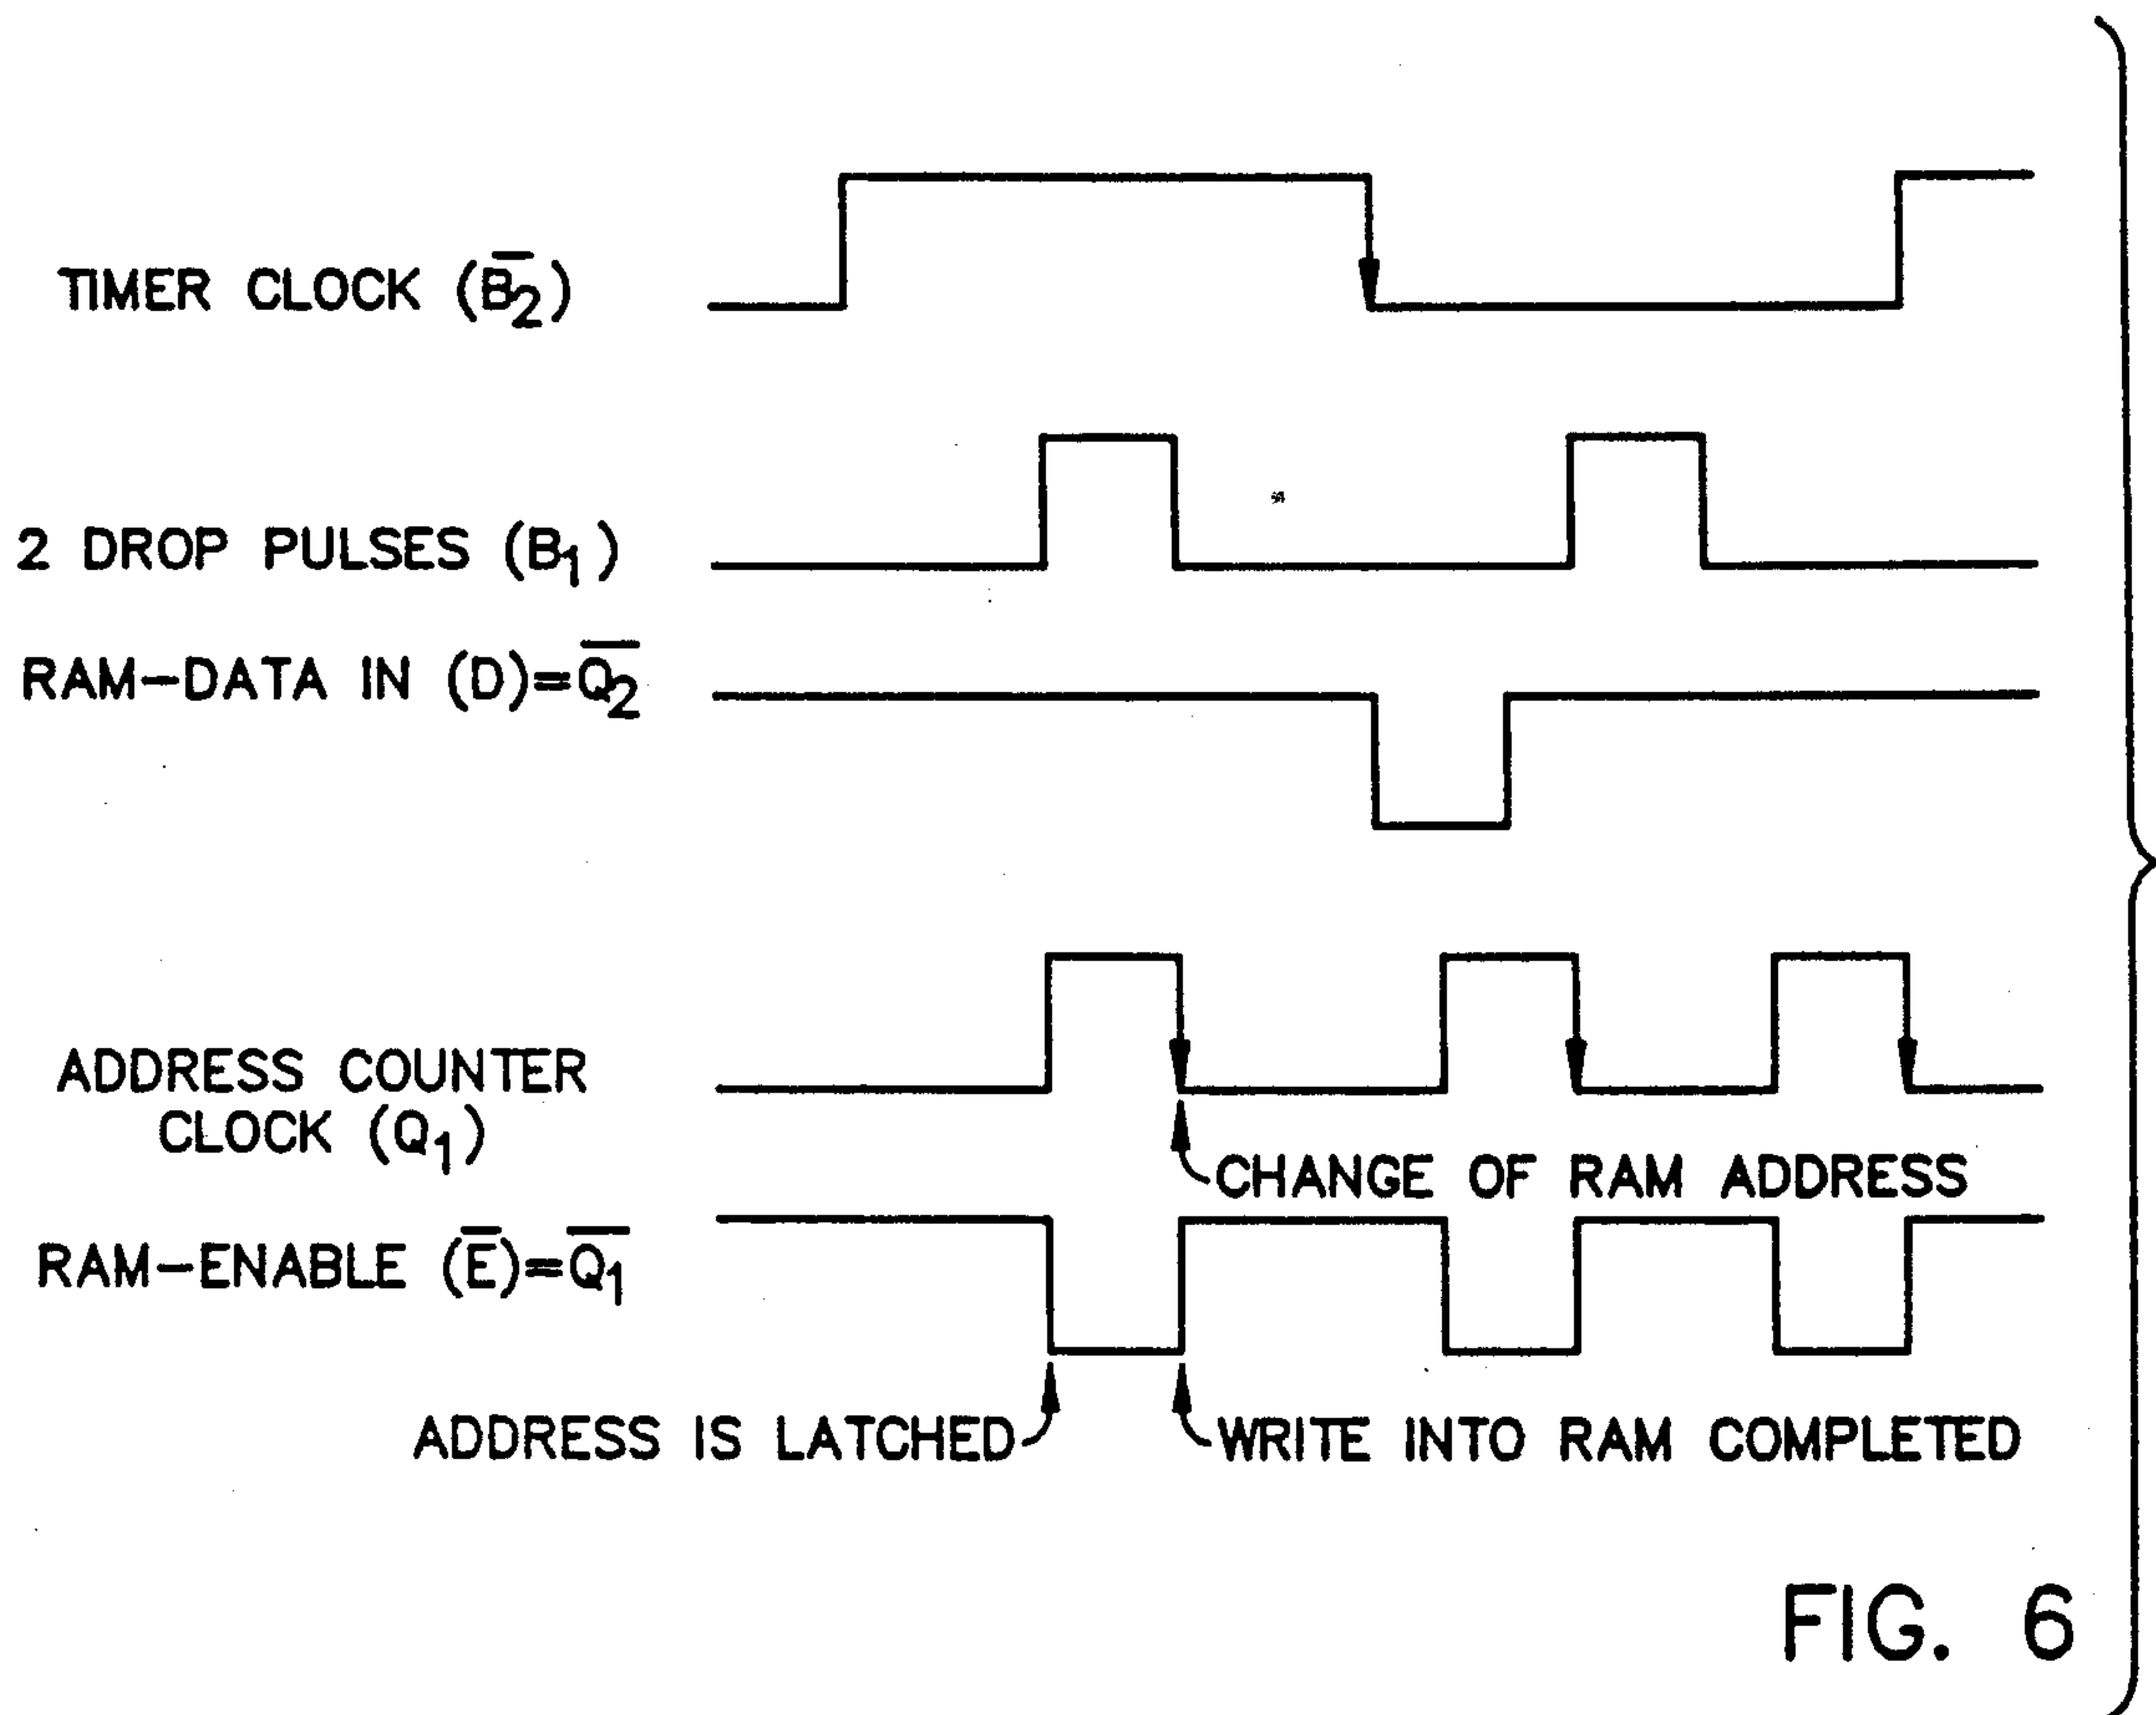 TIMER CLOCK (B̅₂)
2 DROP PULSES (B₁)
RAM-DATA IN (D)=Q̅₂
ADDRESS COUNTER
CLOCK (Q₁)
CHANGE OF RAM ADDRESS
RAM-ENABLE (E̅)=Q̅₁
ADDRESS IS LATCHED
WRITE INTO RAM COMPLETED
FIG. 6